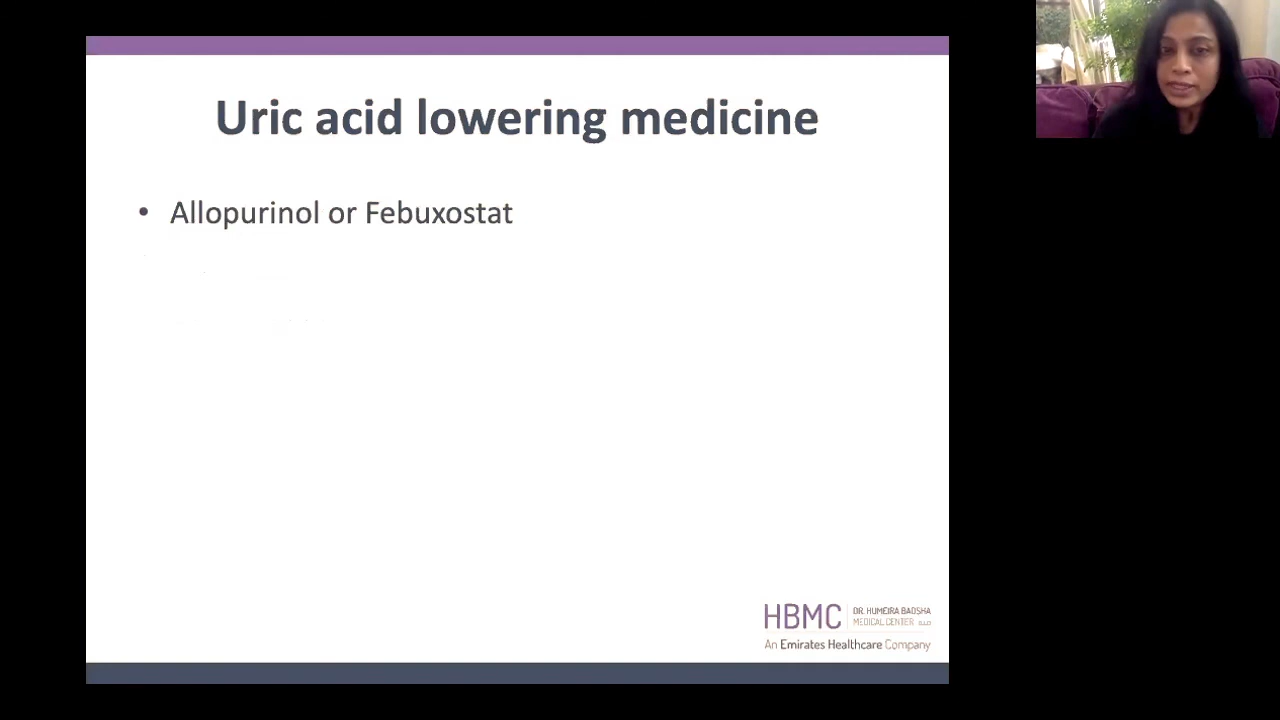 Uric acid lowering medicine
• Allopurinol or Febuxostat
HBMC
DR. HUMEIRA BADSHA
MEDICAL CENTER
An Emirates Healthcare Company